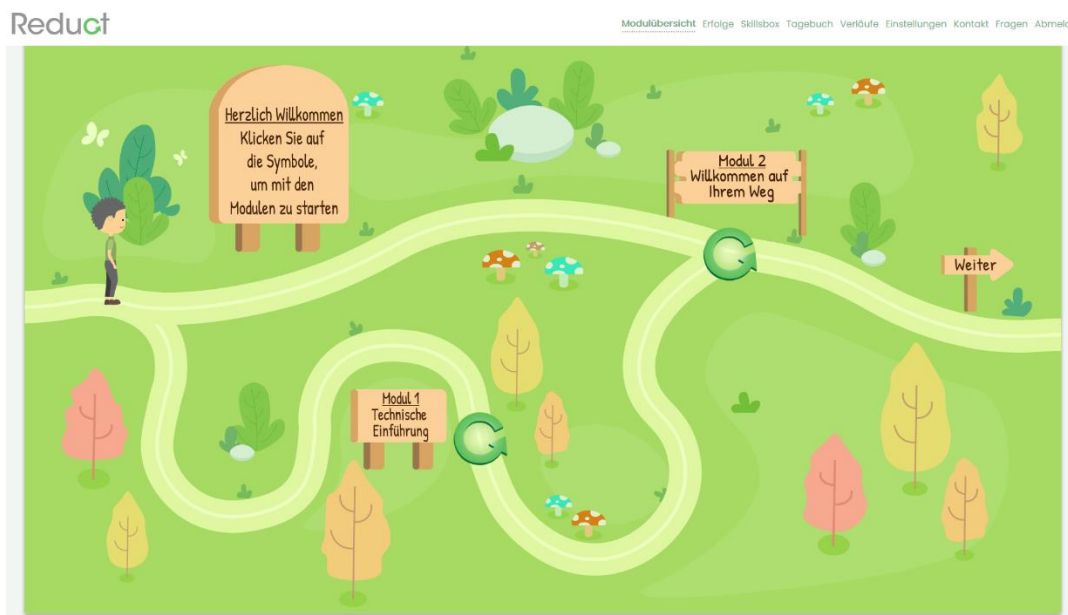 Reduct
Modulübersicht Erfolge Skillsbox Tagebuch Verläufe Einstellungen Kontakt Fragen Abmeld
Herzlich Willkommen
Klicken Sie auf
die Symbole,
um mit den
Modulen zu starten
Modul 2
Willkommen auf
Ihrem Weg
Weiter
Modul 1
Technische
Einführung